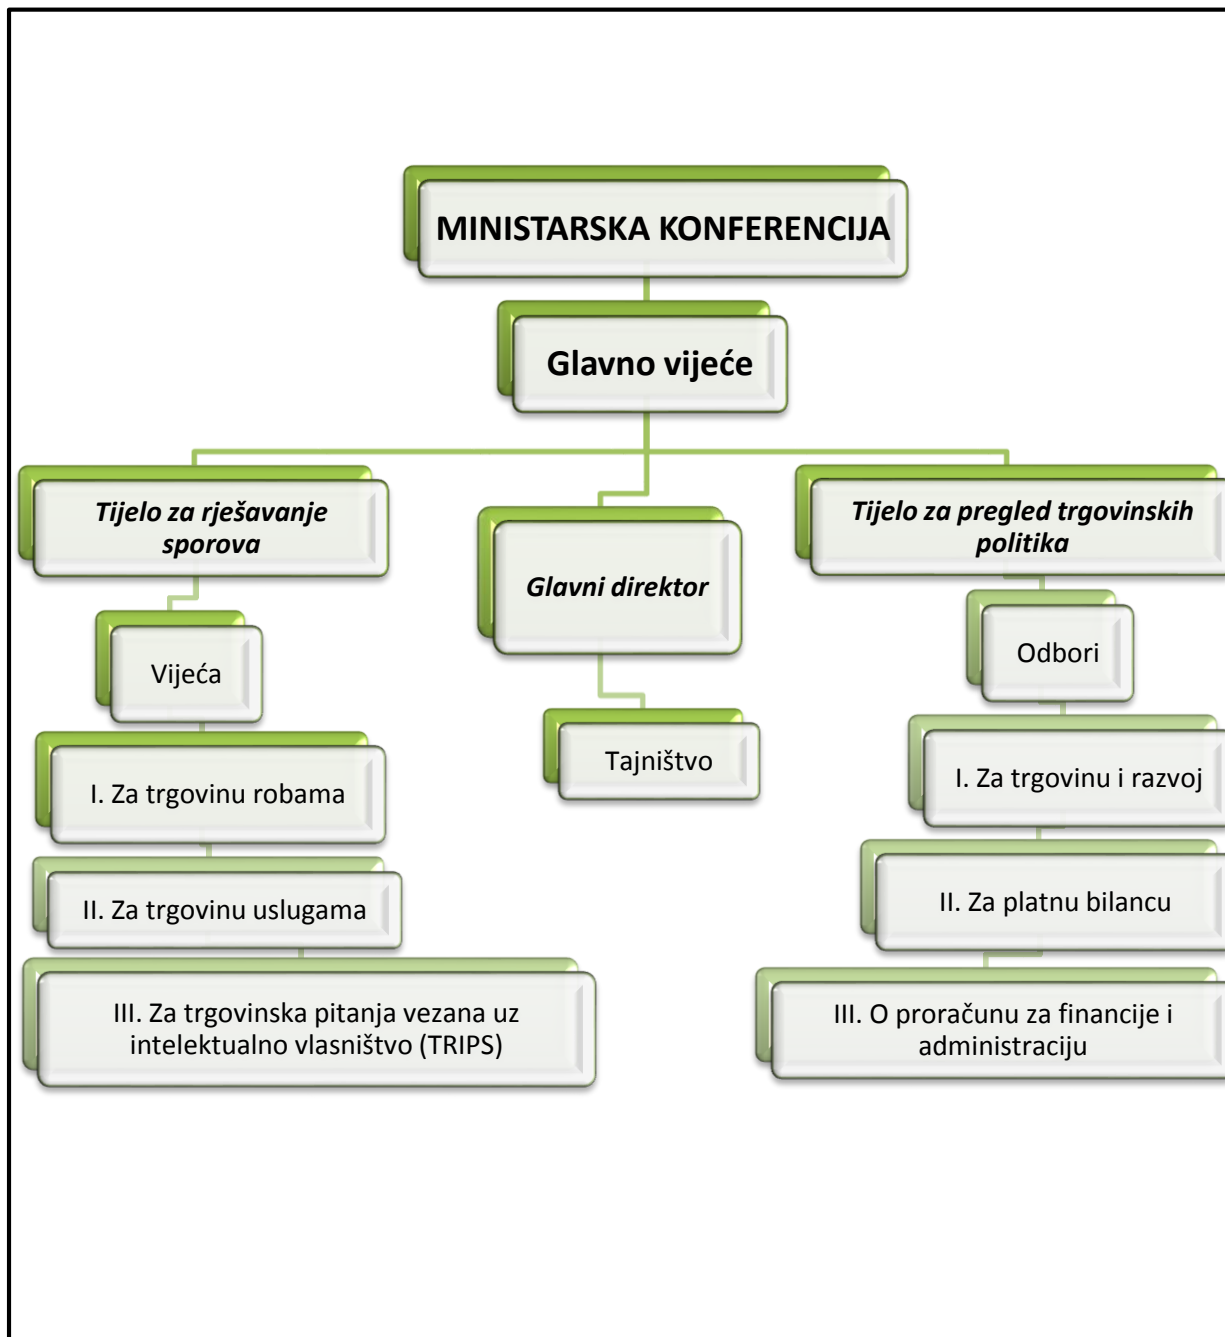 MINISTARSKA KONFERENCIJA
Glavno vijeće
Tijelo za rješavanje
sporova
Vijeća
I. Za trgovinu robama
II. Za trgovinu uslugama
III. Za trgovinska pitanja vezana uz
intelektualno vlasništvo (TRIPS)
Glavni direktor
Tajništvo
Tijelo za pregled trgovinskih
politika
Odbori
I. Za trgovinu i razvoj
II. Za platnu bilancu
III. O proračunu za financije i
administraciju